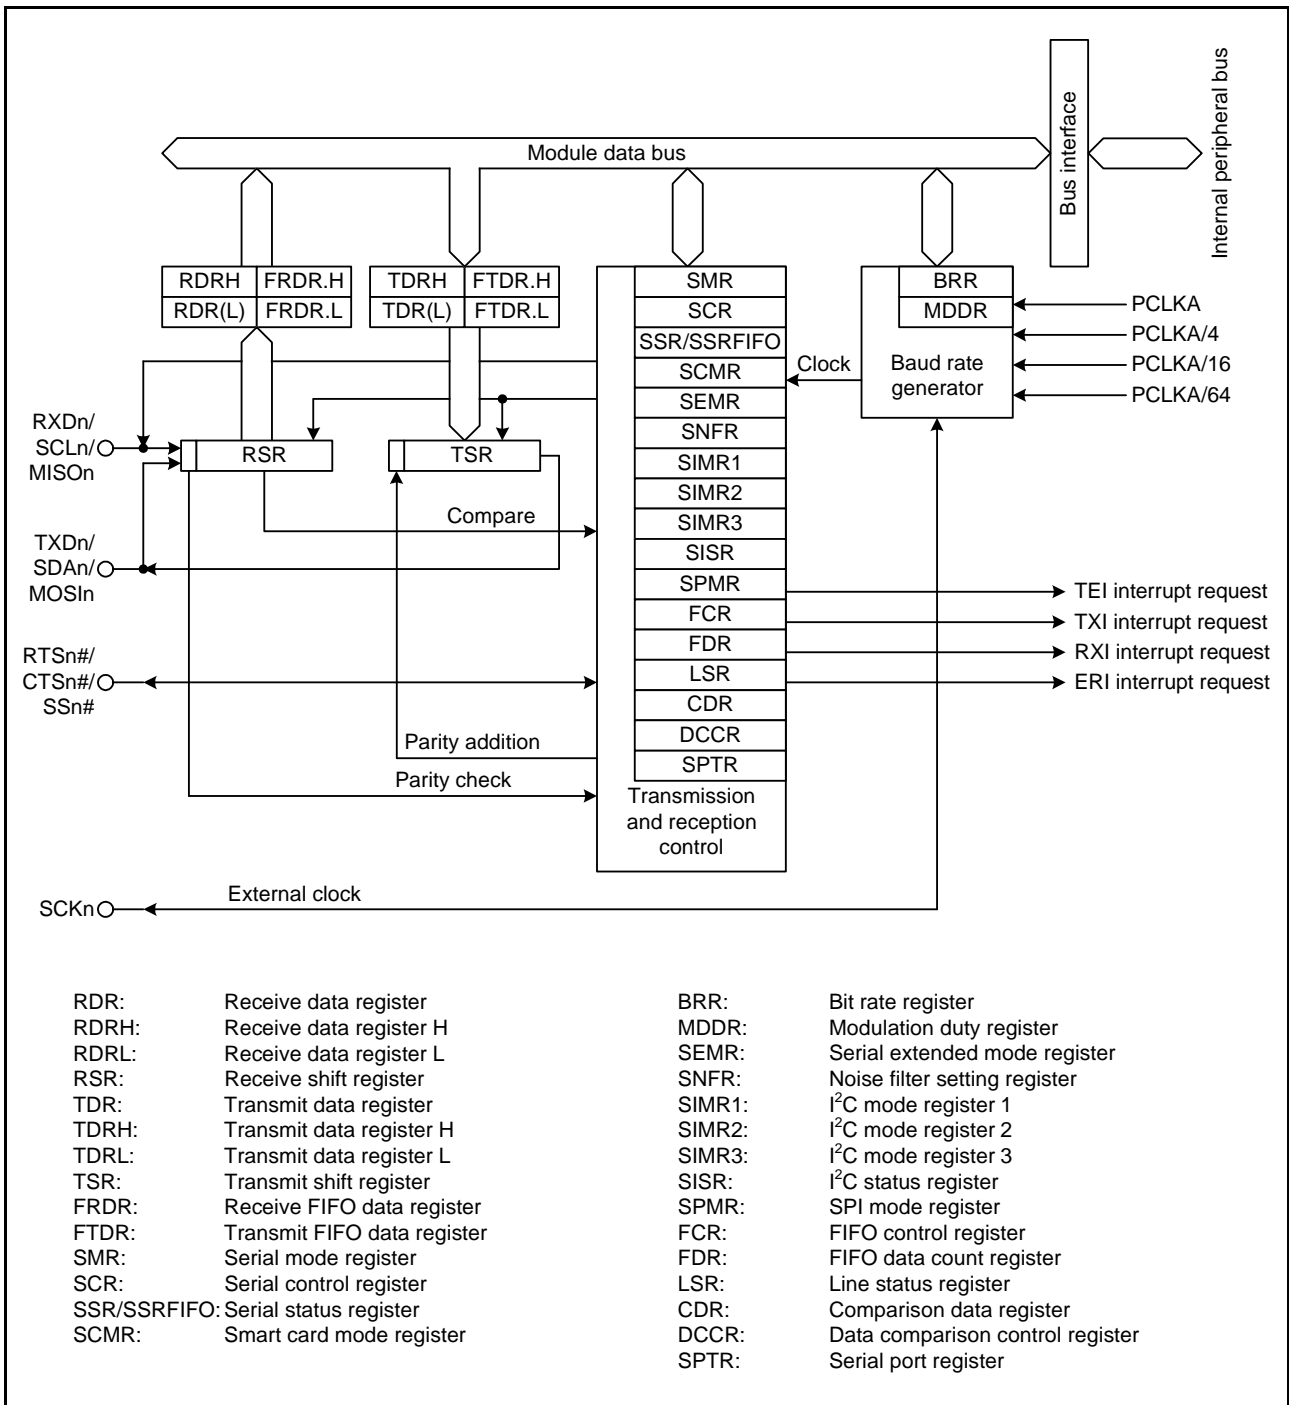 Module data bus
Bus interface
Internal peripheral bus
RDRH FRDR.H
RDR(L) FRDR.L
TDRH FTDR.H
TDR(L) FTDR.L
SMR
SCR
SSR/SSRFIFO
SCMR
SEMR
SNFR
SIMR1
SIMR2
SIMR3
SISR
SPMR
FCR
FDR
LSR
CDR
DCCR
SPTR
Transmission
and reception
control
BRR
MDDR
Baud rate
generator
Clock
PCLKA
PCLKA/4
PCLKA/16
PCLKA/64
RXDn/
SCLn/
MISOn
RSR
TSR
Compare
TXDn/
SDAn/
MOSIn
TEI interrupt request
TXI interrupt request
RXI interrupt request
ERI interrupt request
RTSn#/
CTSn#/
SSn#
Parity addition
Parity check
SCKn
External clock
RDR: Receive data register
RDRH: Receive data register H
RDRL: Receive data register L
RSR: Receive shift register
TDR: Transmit data register
TDRH: Transmit data register H
TDRL: Transmit data register L
TSR: Transmit shift register
FRDR: Receive FIFO data register
FTDR: Transmit FIFO data register
SMR: Serial mode register
SCR: Serial control register
SSR/SSRFIFO: Serial status register
SCMR: Smart card mode register
BRR: Bit rate register
MDDR: Modulation duty register
SEMR: Serial extended mode register
SNFR: Noise filter setting register
SIMR1: I²C mode register 1
SIMR2: I²C mode register 2
SIMR3: I²C mode register 3
SISR: I²C status register
SPMR: SPI mode register
FCR: FIFO control register
FDR: FIFO data count register
LSR: Line status register
CDR: Comparison data register
DCCR: Data comparison control register
SPTR: Serial port register